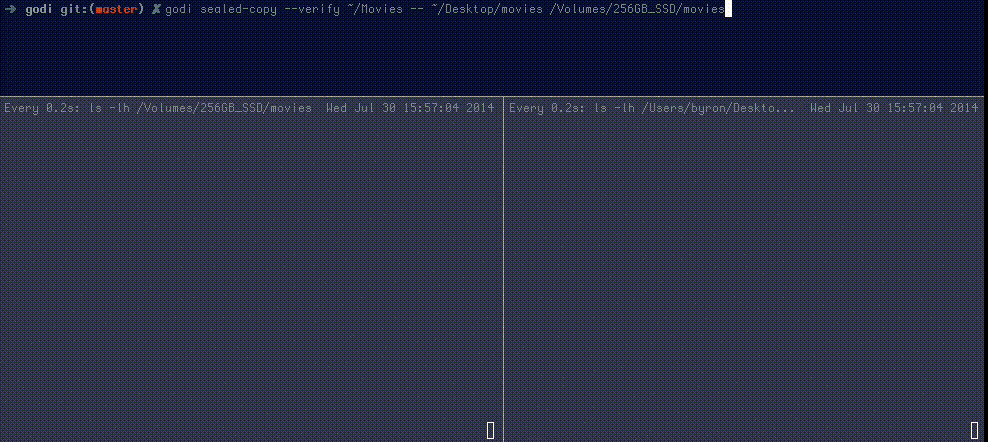 ➔ godi git:(master) ✗ godi sealed-copy --verify ~/Movies -- ~/Desktop/movies /Volumes/256GB_SSD/movies
Every 0.2s: ls -lh /Volumes/256GB_SSD/movies Wed Jul 30 15:57:04 2014
Every 0.2s: ls -lh /Users/byron/Deskto... Wed Jul 30 15:57:04 2014